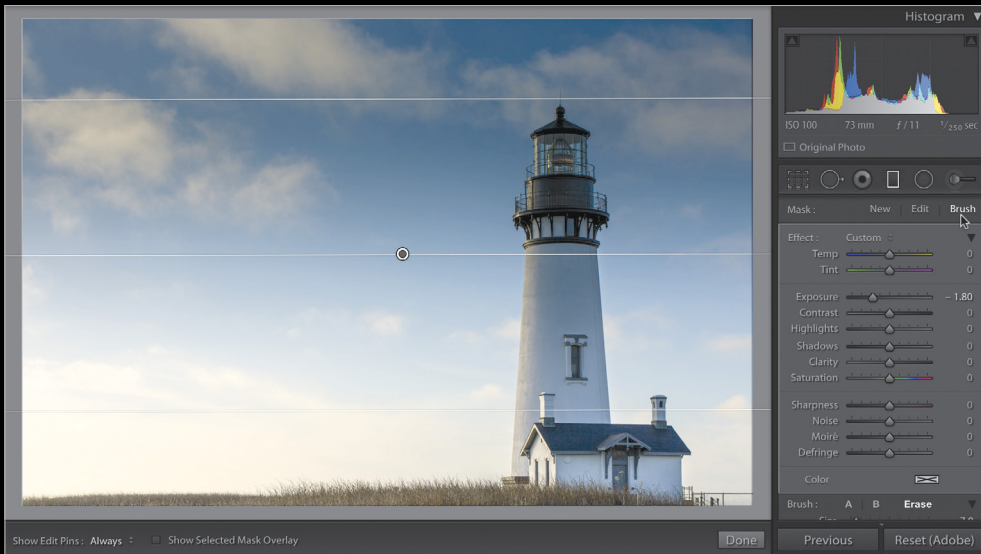 Histogram
ISO 100 73 mm ƒ / 11 1/250 sec
Original Photo
Mask : New Edit Brush
Effect : Custom
Temp 0
Tint 0
Exposure – 1.80
Contrast 0
Highlights 0
Shadows 0
Clarity 0
Saturation 0
Sharpness 0
Noise 0
Moirè 0
Defringe 0
Color
Brush : A B Erase
Show Edit Pins : Always Show Selected Mask Overlay Done Previous Reset (Adobe)